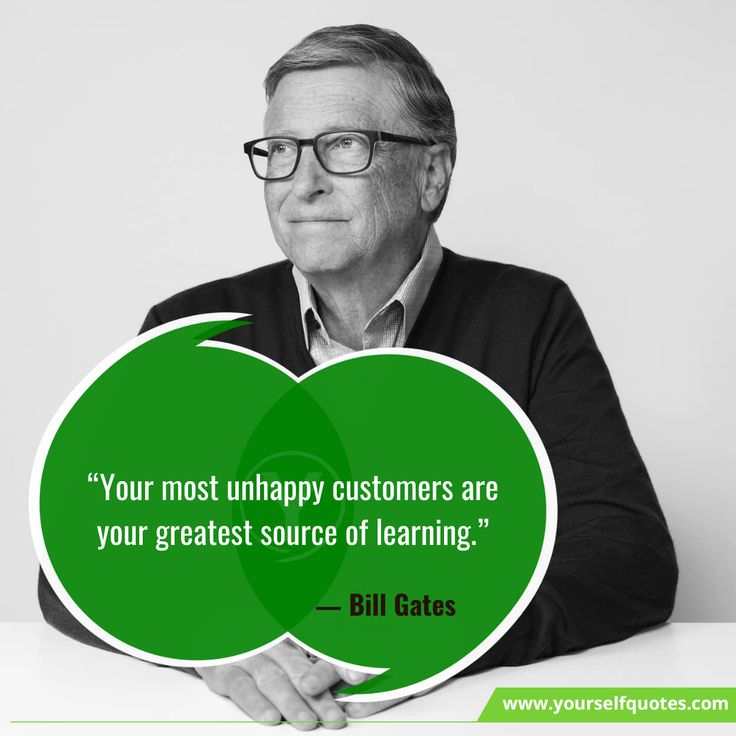 “Your most unhappy customers are
your greatest source of learning.”
— Bill Gates
www.yourselfquotes.com